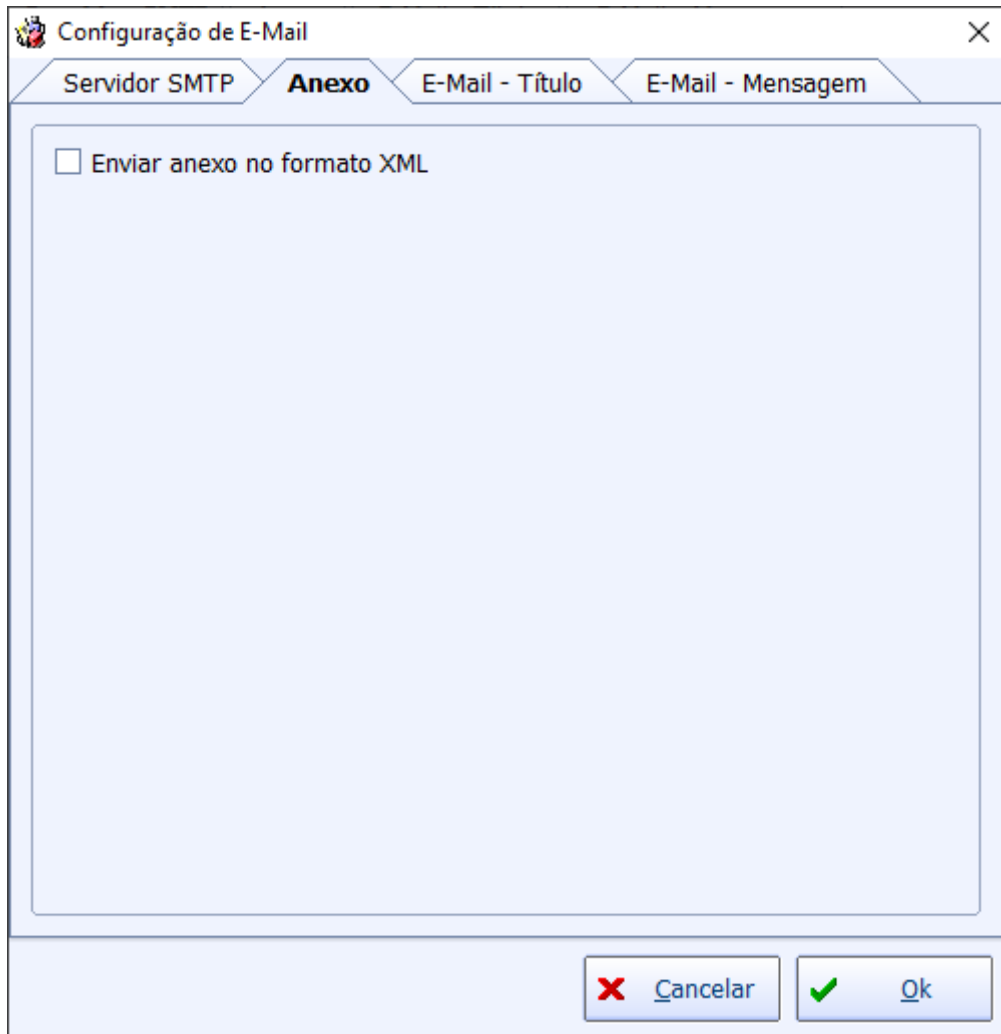 Configuração de E-Mail
Servidor SMTP Anexo E-Mail - Título E-Mail - Mensagem
Enviar anexo no formato XML
Cancelar Ok